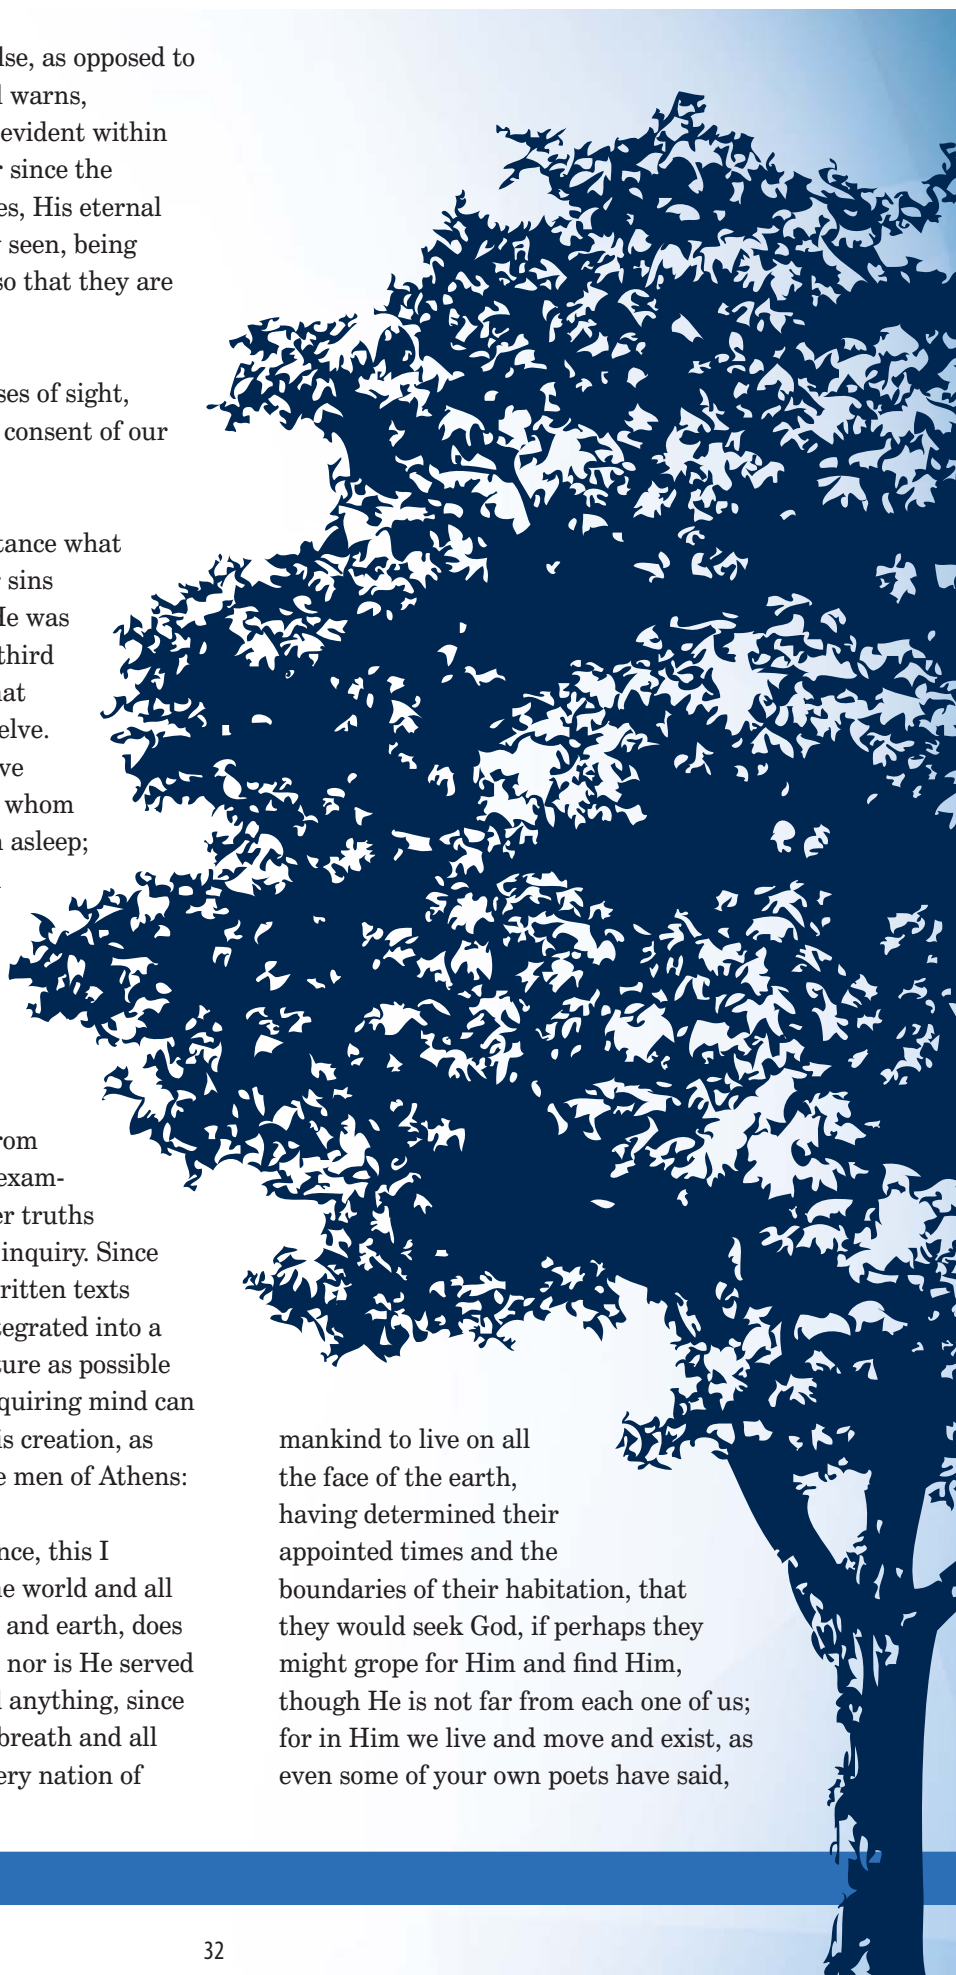 lse, as opposed to
warns,
evident within
since the
es, His eternal
seen, being
so that they are
ses of sight,
consent of our
tance what
sins
He was
third
hat
elve.
ve
whom
asleep;
rom
exam-
er truths
inquiry. Since
ritten texts
tegrated into a
ture as possible
quiring mind can
is creation, as
e men of Athens:
nce, this I
he world and all
and earth, does
nor is He served
anything, since
breath and all
ery nation of
mankind to live on all
the face of the earth,
having determined their
appointed times and the
boundaries of their habitation, that
they would seek God, if perhaps they
might grope for Him and find Him,
though He is not far from each one of us;
for in Him we live and move and exist, as
even some of your own poets have said,
32